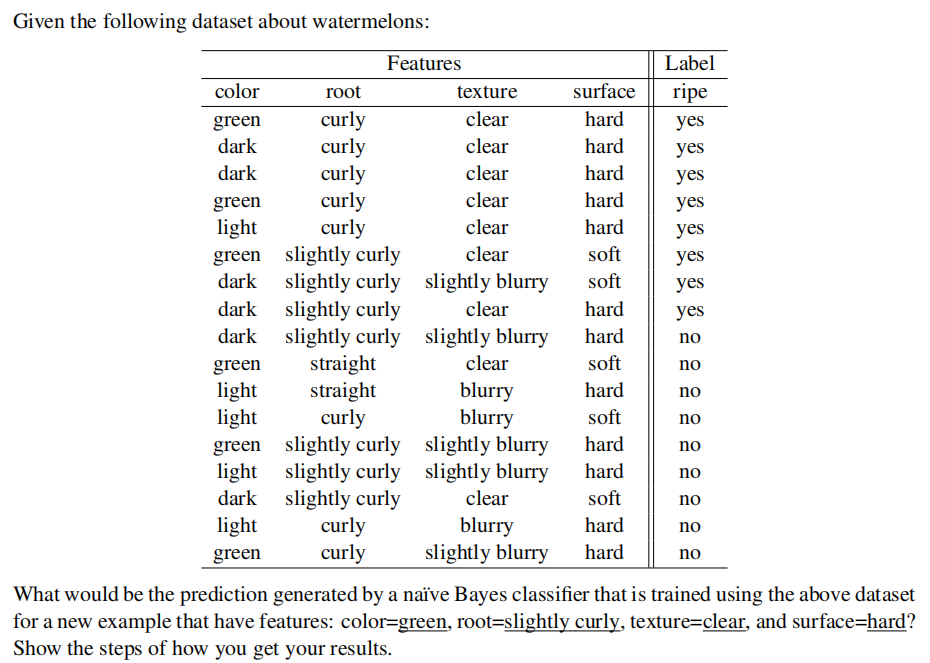 Given the following dataset about watermelons:
Features Label
color root texture surface ripe
green curly clear hard yes
dark curly clear hard yes
dark curly clear hard yes
green curly clear hard yes
light curly clear hard yes
green slightly curly clear soft yes
dark slightly curly slightly blurry soft yes
dark slightly curly clear hard yes
dark slightly curly slightly blurry hard no
green straight clear soft no
light straight blurry hard no
light curly blurry soft no
green slightly curly slightly blurry hard no
light slightly curly slightly blurry hard no
dark slightly curly clear soft no
light curly blurry hard no
green curly slightly blurry hard no
What would be the prediction generated by a naïve Bayes classifier that is trained using the above dataset
for a new example that have features: color=green, root=slightly curly, texture=clear, and surface=hard?
Show the steps of how you get your results.